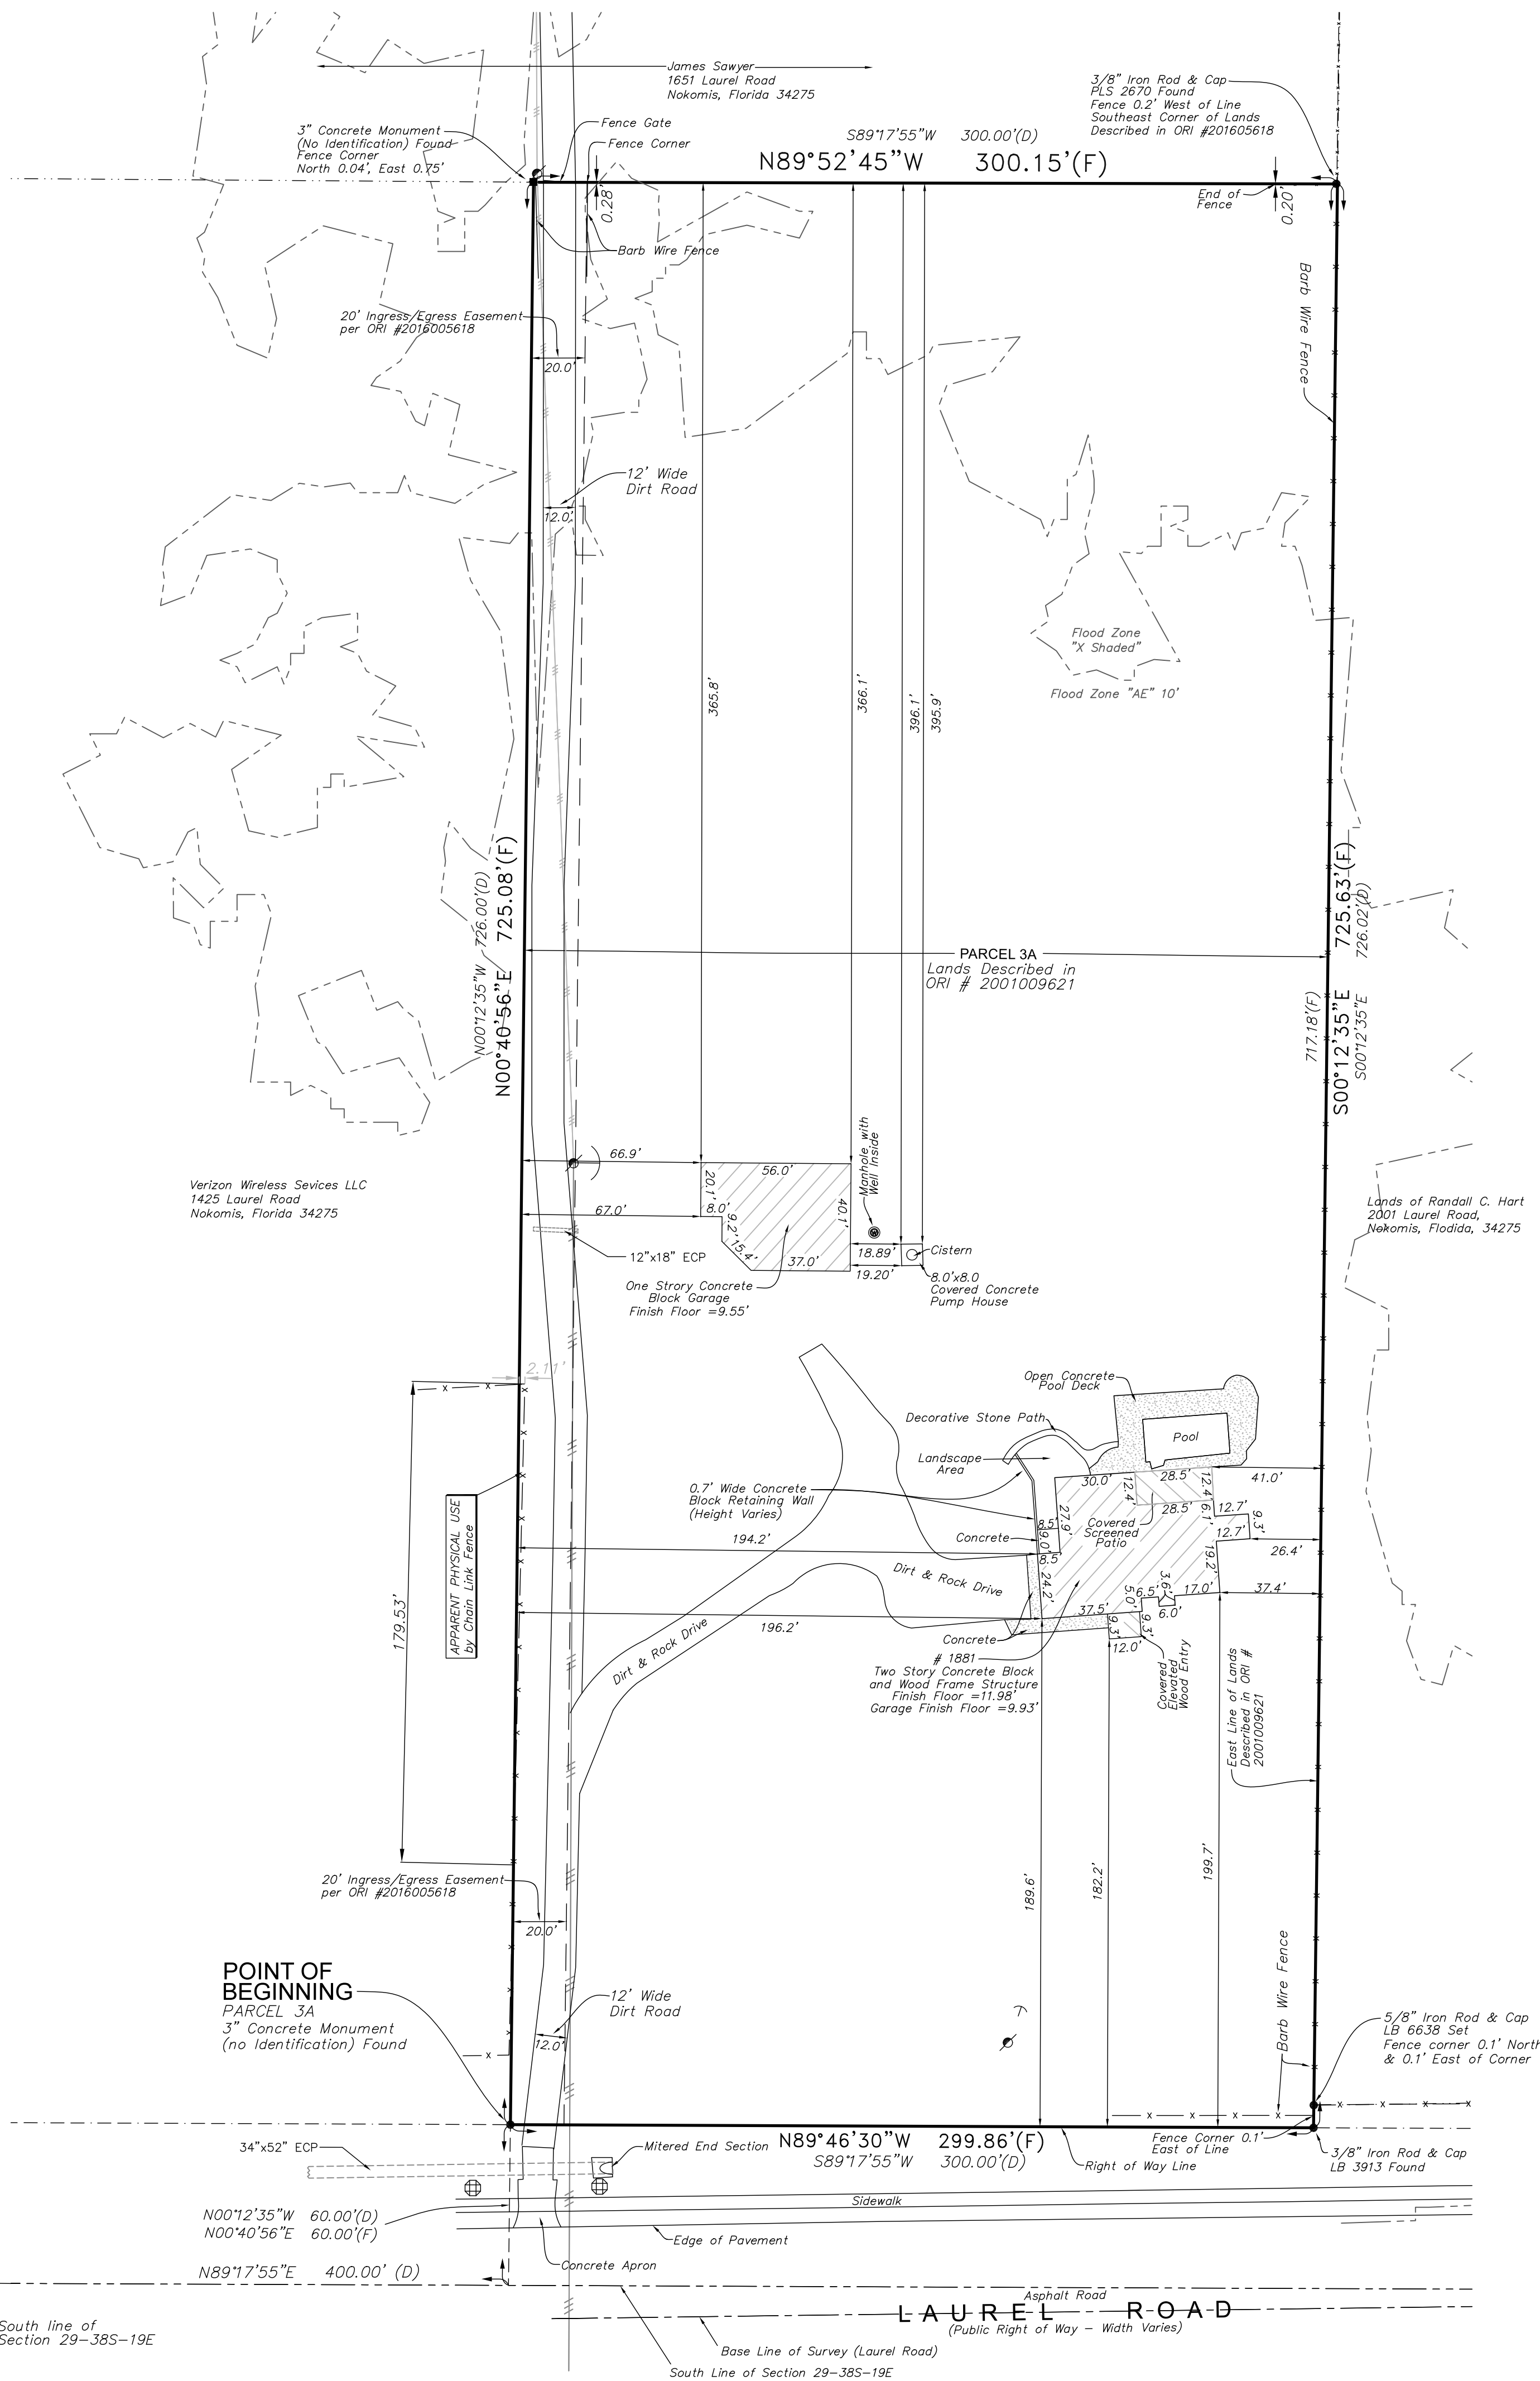 James Sawyer
1651 Laurel Road
Nokomis, Florida 34275
3/8" Iron Rod & Cap
PLS 2670 Found
Fence 0.2' West of Line
Southeast Corner of Lands
Described in ORI #201605618
3" Concrete Monument
(No Identification) Found
Fence Corner
North 0.04', East 0.75'
Fence Gate
Fence Corner
S89°17'55"W 300.00'(D)
N89°52'45"W 300.15'(F)
0.28'
End of
Fence
0.20'
Barb Wire Fence
Barb Wire Fence
20' Ingress/Egress Easement
per ORI #2016005618
20.0'
12' Wide
Dirt Road
12.0'
Flood Zone
"X Shaded"
Flood Zone "AE" 10'
365.8'
366.1'
396.1'
395.9'
N00°12'35"W 726.00'(D)
N00°40'56"E 725.08'(F)
717.18'(F)
S00°12'35"E 725.63'(F)
S00°12'35"E 726.02'(D)
PARCEL 3A
Lands Described in
ORI # 2001009621
Verizon Wireless Sevices LLC
1425 Laurel Road
Nokomis, Florida 34275
Lands of Randall C. Hart
2001 Laurel Road,
Nokomis, Flodida, 34275
66.9'
56.0'
20.1'
8.0'
9.2'
15.4'
37.0'
40.1'
67.0'
12"x18" ECP
Manhole with
Well Inside
18.89'
19.20'
Cistern
8.0'x8.0
Covered Concrete
Pump House
One Strory Concrete
Block Garage
Finish Floor =9.55'
2.11'
179.53'
APPARENT PHYSICAL USE
by Chain Link Fence
Open Concrete
Pool Deck
Decorative Stone Path
Pool
Landscape
Area
0.7' Wide Concrete
Block Retaining Wall
(Height Varies)
30.0'
28.5'
12.4'
12.4'
41.0'
28.5'
6.1'
12.7'
9.3'
12.7'
26.4'
27.9'
8.5'
39.0'
8.5'
Covered
Screened
Patio
Concrete
194.2'
Dirt & Rock Drive
24.2'
19.2'
3.6'
5.0'
6.5'
17.0'
37.4'
6.0'
37.5'
9.3'
9.3'
12.0'
196.2'
Dirt & Rock Drive
Concrete
# 1881
Two Story Concrete Block
and Wood Frame Structure
Finish Floor =11.98'
Garage Finish Floor =9.93'
Covered
Elevated
Wood Entry
East Line of Lands
Described in ORI #
2001009621
189.6'
182.2'
199.7'
20' Ingress/Egress Easement
per ORI #2016005618
20.0'
POINT OF
BEGINNING
PARCEL 3A
3" Concrete Monument
(no Identification) Found
12' Wide
Dirt Road
12.0'
Barb Wire Fence
5/8" Iron Rod & Cap
LB 6638 Set
Fence corner 0.1' North
& 0.1' East of Corner
34"x52" ECP
Mitered End Section
N89°46'30"W 299.86'(F)
S89°17'55"W 300.00'(D)
Right of Way Line
Fence Corner 0.1'
East of Line
3/8" Iron Rod & Cap
LB 3913 Found
Sidewalk
N00°12'35"W 60.00'(D)
N00°40'56"E 60.00'(F)
Edge of Pavement
Concrete Apron
N89°17'55"E 400.00' (D)
Asphalt Road
LAUREL ROAD
(Public Right of Way – Width Varies)
South line of
Section 29–38S–19E
Base Line of Survey (Laurel Road)
South Line of Section 29–38S–19E